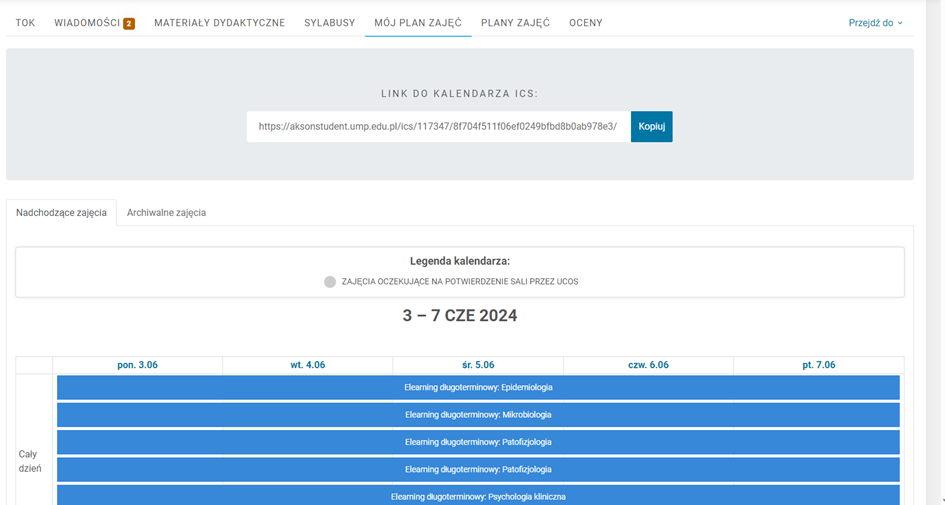 TOK WIADOMOŚCI 2 MATERIAŁY DYDAKTYCZNE SYLABUSY MÓJ PLAN ZAJĘĆ PLANY ZAJĘĆ OCENY Przejdź do
LINK DO KALENDARZA ICS:
https://aksonstudent.ump.edu.pl/ics/117347/8f704f511f06ef0249bfbd8b0ab978e3/ Kopiuj
Nadchodzące zajęcia Archiwalne zajęcia
Legenda kalendarza:
ZAJĘCIA OCZEKUJĄCE NA POTWIERDZENIE SALI PRZEZ UCOS
3 – 7 CZE 2024
pon. 3.06 wt. 4.06 śr. 5.06 czw. 6.06 pt. 7.06
Cały
dzień
Elearning długoterminowy: Epidemiologia
Elearning długoterminowy: Mikrobiologia
Elearning długoterminowy: Patofizjologia
Elearning długoterminowy: Patofizjologia
Elearning długoterminowy: Psychologia kliniczna